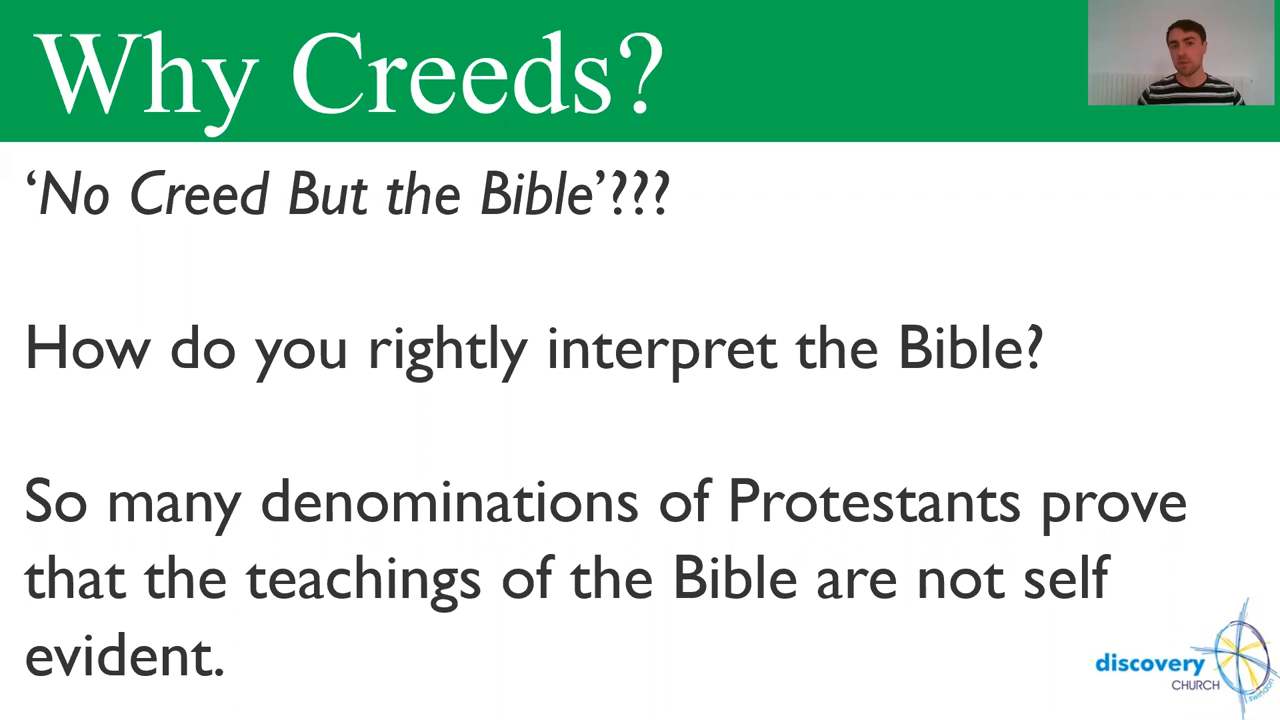 Why Creeds?
‘No Creed But the Bible’???
How do you rightly interpret the Bible?
So many denominations of Protestants prove
that the teachings of the Bible are not self
evident.
discovery
CHURCH
swindon